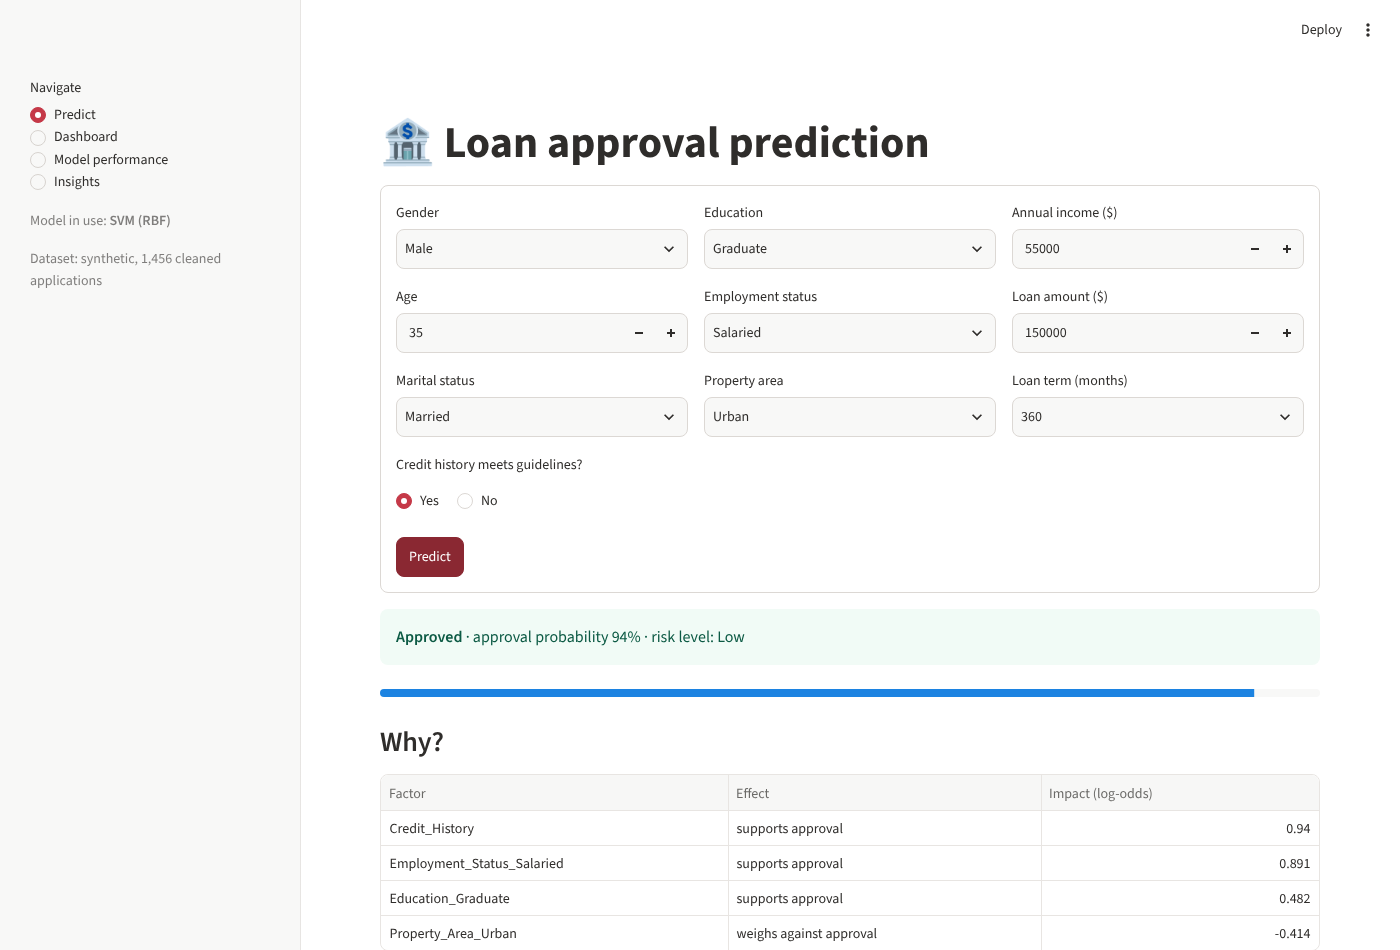 Deploy
Navigate
Predict
Dashboard
Model performance
Insights
Model in use: SVM (RBF)
Dataset: synthetic, 1,456 cleaned
applications
Loan approval prediction
Gender
Education
Annual income ($)
Male
Graduate
55000
Age
Employment status
Loan amount ($)
35
Salaried
150000
Marital status
Property area
Loan term (months)
Married
Urban
360
Credit history meets guidelines?
Yes
No
Predict
Approved · approval probability 94% · risk level: Low
Why?
Factor Effect Impact (log-odds)
Credit_History supports approval 0.94
Employment_Status_Salaried supports approval 0.891
Education_Graduate supports approval 0.482
Property_Area_Urban weighs against approval -0.414